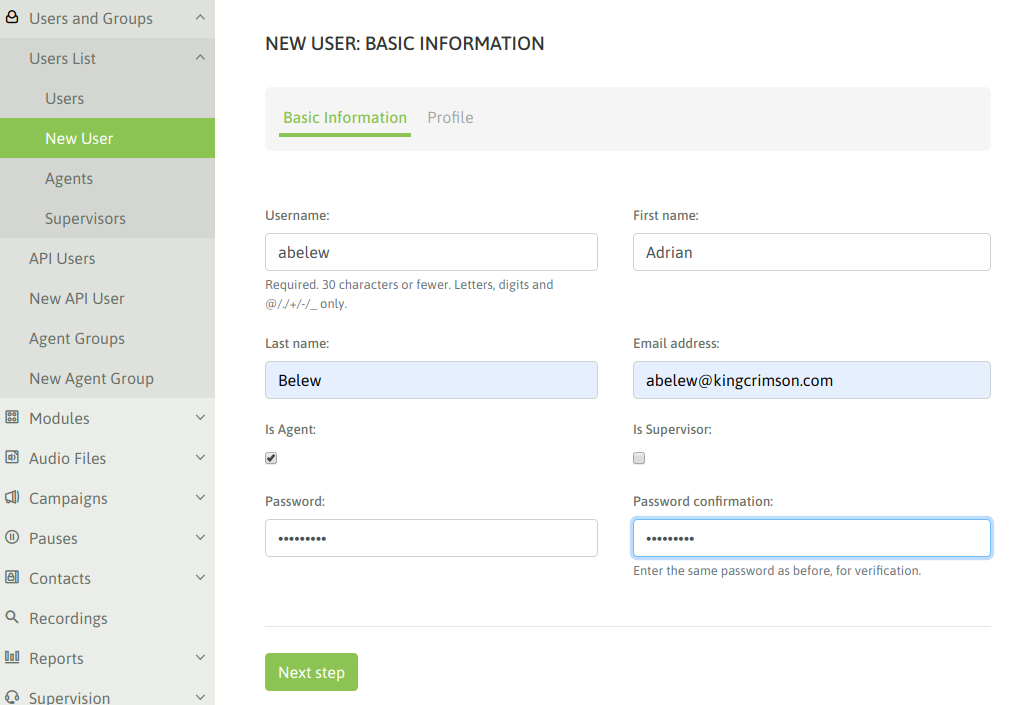 Users and Groups
Users List
Users
New User
Agents
Supervisors
API Users
New API User
Agent Groups
New Agent Group
Modules
Audio Files
Campaigns
Pauses
Contacts
Recordings
Reports
Supervision
NEW USER: BASIC INFORMATION
Basic Information Profile
Username: First name:
abelew Adrian
Required. 30 characters or fewer. Letters, digits and
@/./+/-/_ only.
Last name: Email address:
Belew abelew@kingcrimson.com
Is Agent: Is Supervisor:
Password: Password confirmation:
••••••••• •••••••••
Enter the same password as before, for verification.
Next step